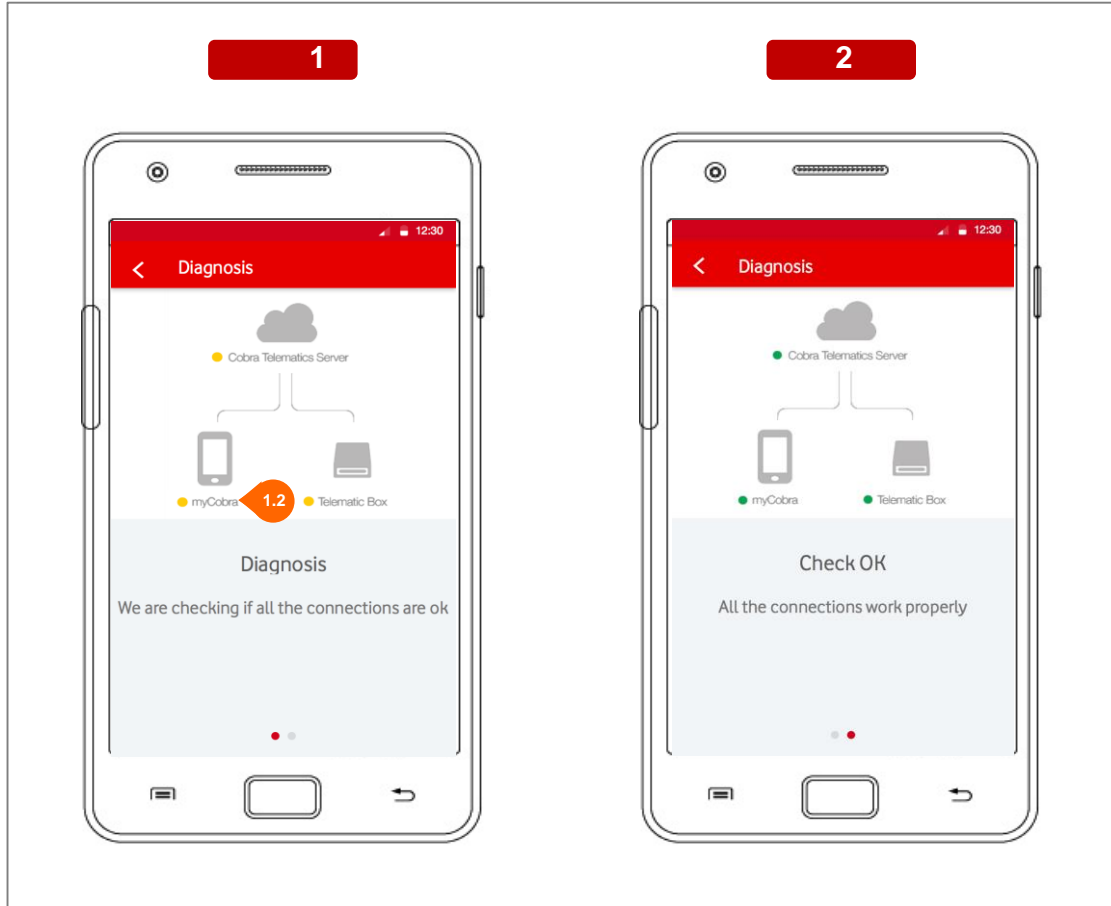 1
12:30
Diagnosis
Cobra Telematics Server
myCobra
1.2
Telematic Box
Diagnosis
We are checking if all the connections are ok
2
12:30
Diagnosis
Cobra Telematics Server
myCobra
Telematic Box
Check OK
All the connections work properly